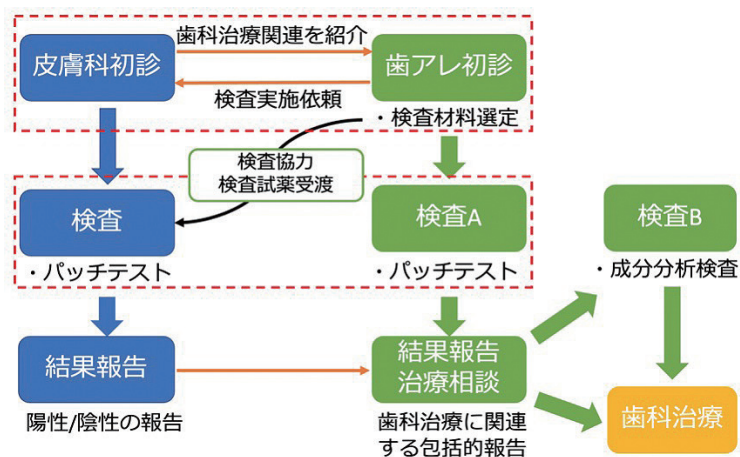 歯科治療関連を紹介
皮膚科初診
歯アレ初診
検査実施依頼
・検査材料選定
検査協力
検査試薬受渡
検査
検査A
検査B
・パッチテスト
・パッチテスト
・成分分析検査
結果報告
結果報告
治療相談
陽性/陰性の報告
歯科治療に関連
する包括的報告
歯科治療